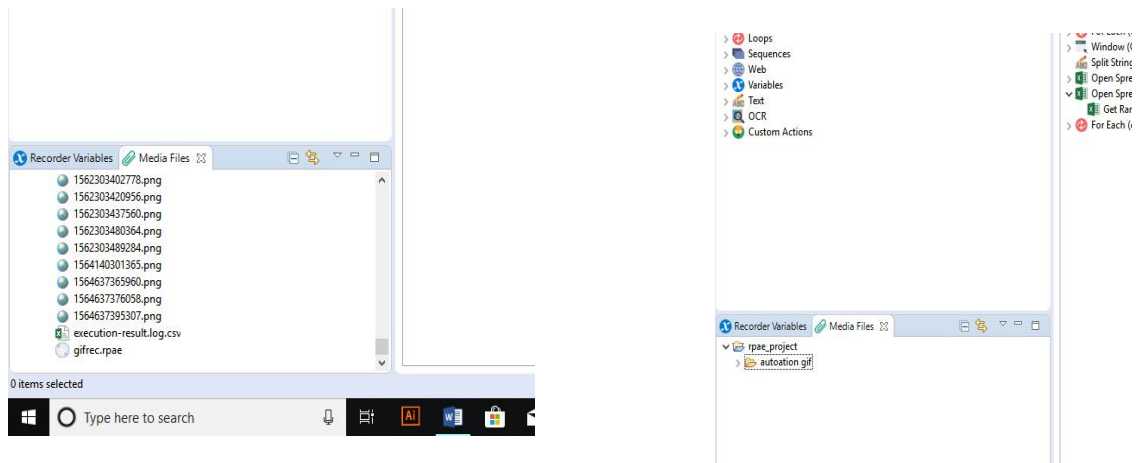 Recorder Variables Media Files
1562303402778.png
1562303420956.png
1562303437560.png
1562303480364.png
1562303489284.png
1564140301365.png
1564637365960.png
1564637376058.png
1564637395307.png
execution-result.log.csv
gifrec.rpae
0 items selected
Type here to search
Ai
W
Loops
Sequences
Web
Variables
Text
OCR
Custom Actions
Window (
Split String
Open Spre
Open Spre
Get Ran
For Each (
Recorder Variables Media Files
rpae_project
autoation gif